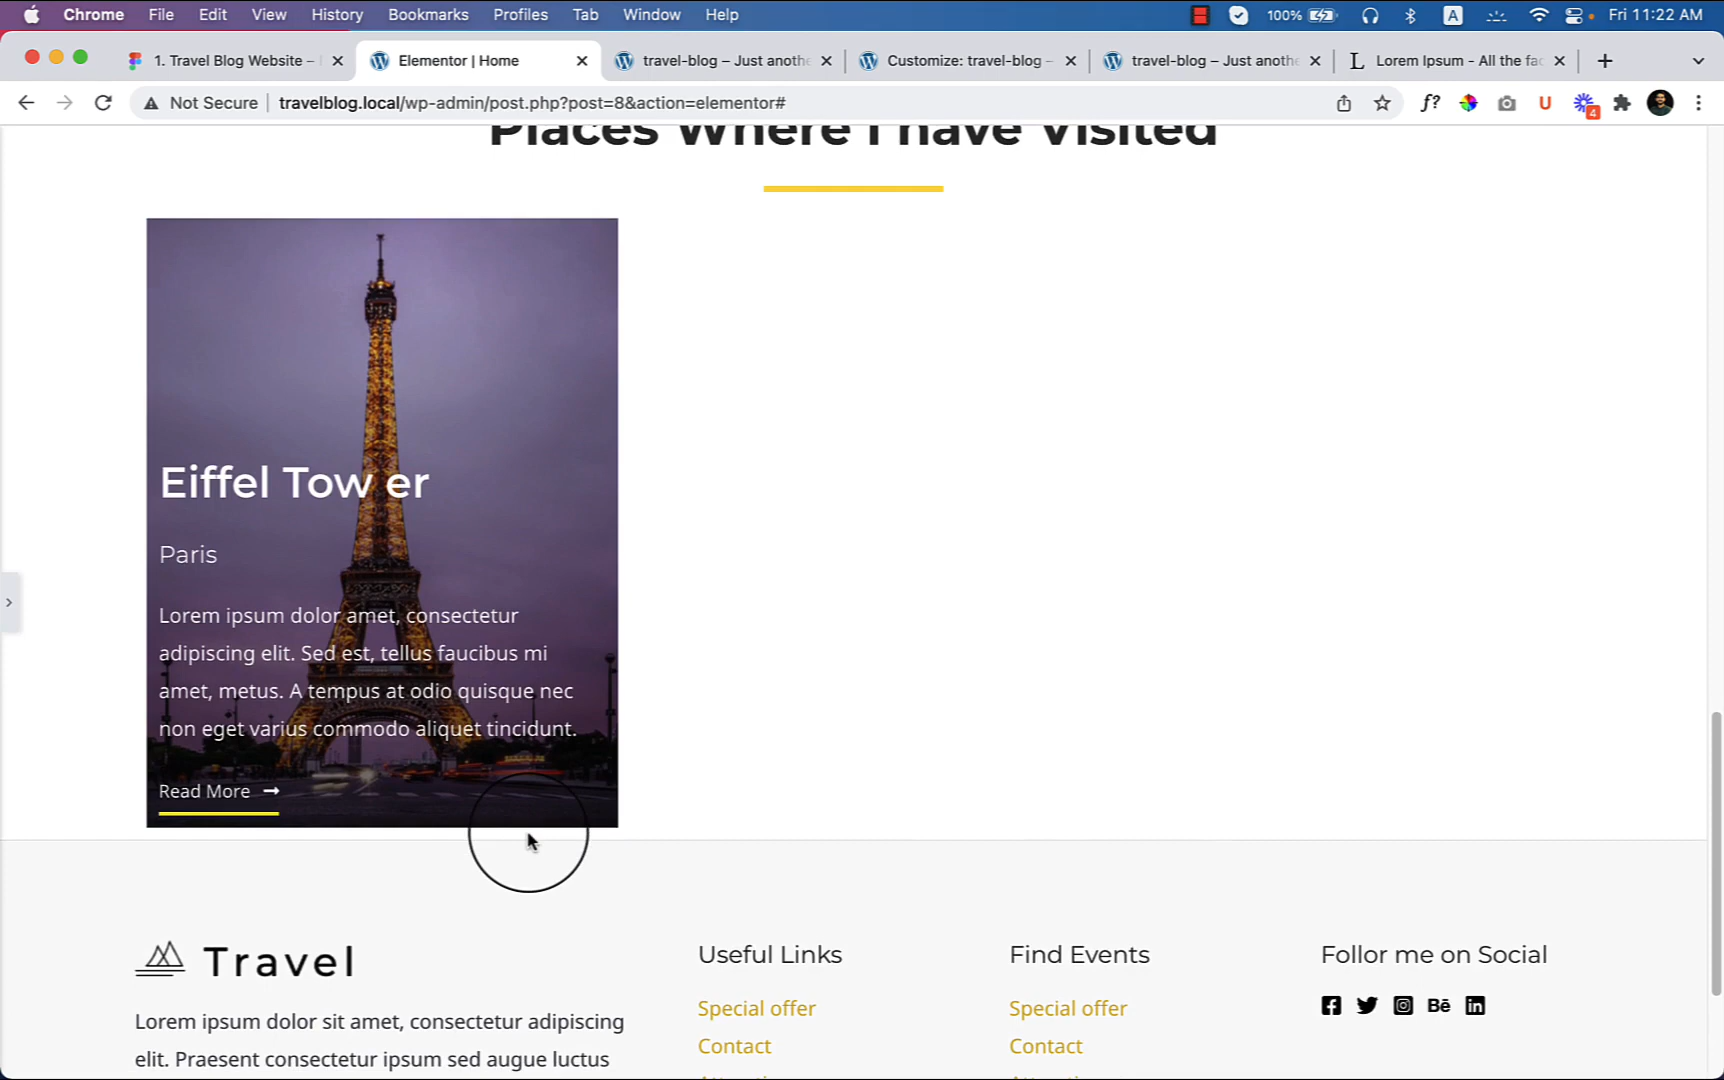 Chrome File Edit View History Bookmarks Profiles Tab Window Help 100% A Fri 11:22 AM
1. Travel Blog Website –
Elementor | Home
travel-blog – Just anothe
Customize: travel-blog –
travel-blog – Just anothe
Lorem Ipsum - All the fac
Not Secure travelblog.local/wp-admin/post.php?post=8&action=elementor# f? U 4
Places Where I have Visited
Eiffel Tow er
Paris
Lorem ipsum dolor amet, consectetur
adipiscing elit. Sed est, tellus faucibus mi
amet, metus. A tempus at odio quisque nec
non eget varius commodo aliquet tincidunt.
Read More
Travel
Lorem ipsum dolor sit amet, consectetur adipiscing
elit. Praesent consectetur ipsum sed augue luctus
Useful Links
Special offer
Contact
Find Events
Special offer
Contact
Follor me on Social
Bē